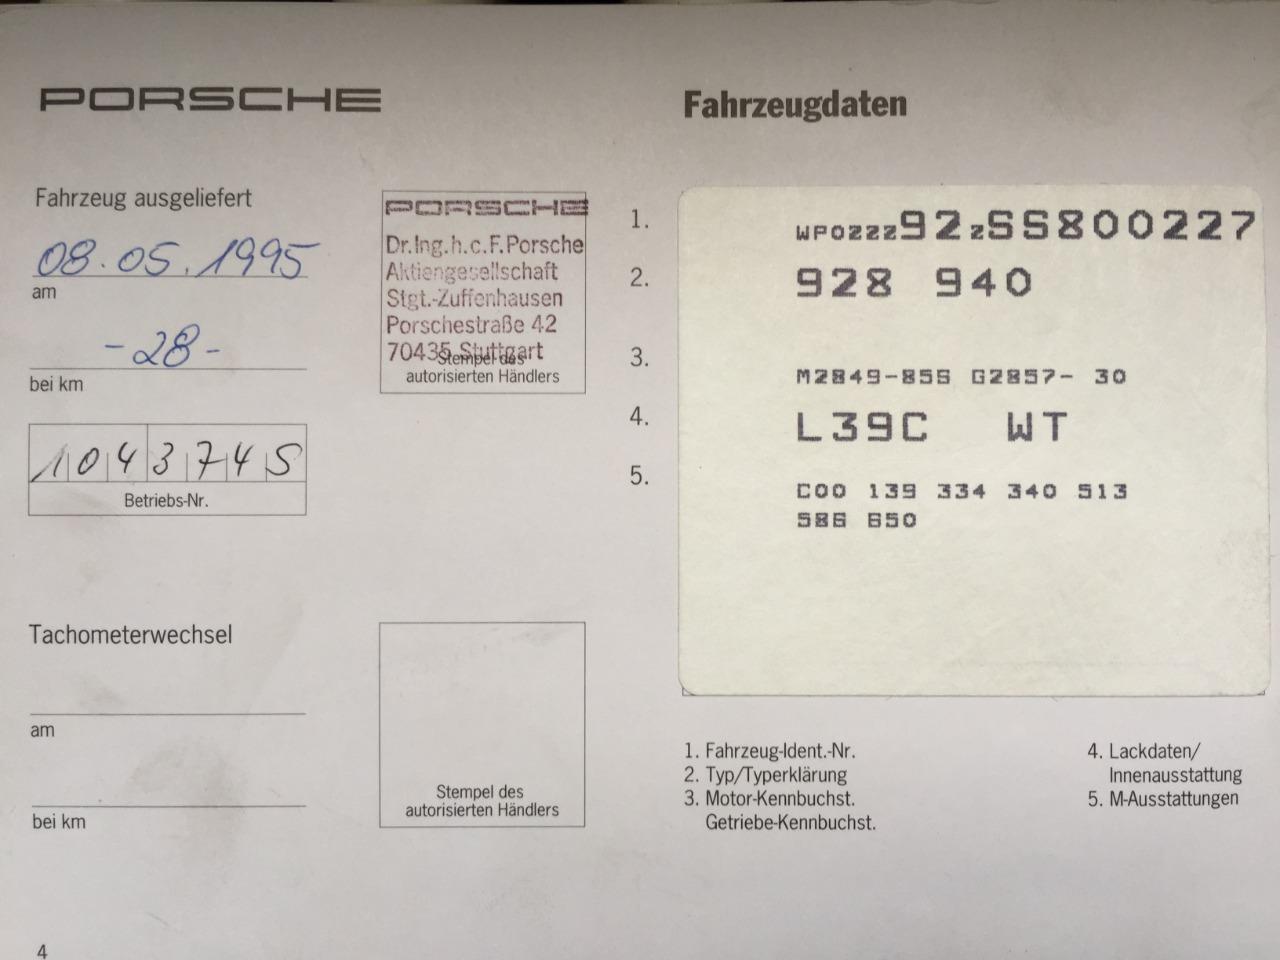 PORSCHE
Fahrzeug ausgeliefert
08.05.1995
am
-28-
bei km
1043745
Betriebs-Nr.
PORSCHE
Dr.Ing.h.c.F.Porsche
Aktiengesellschaft
Stgt.-Zuffenhausen
Porschestraße 42
70435 Stuttgart
Stempel des
autorisierten Händlers
Tachometerwechsel
am
bei km
Stempel des
autorisierten Händlers
4
Fahrzeugdaten
1. WP0ZZZ92ZSS800227
2. 928 940
3. M2849-85S G2857- 30
4. L39C WT
5. C00 139 334 340 513
586 650
1. Fahrzeug-Ident.-Nr.
2. Typ/Typerklärung
3. Motor-Kennbuchst.
Getriebe-Kennbuchst.
4. Lackdaten/
Innenausstattung
5. M-Ausstattungen